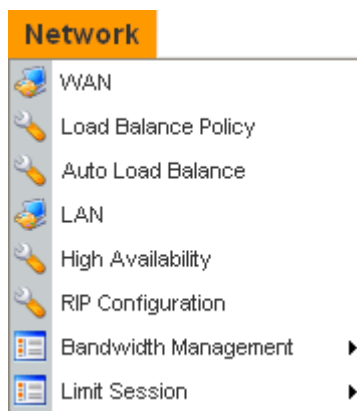 Network
WAN
Load Balance Policy
Auto Load Balance
LAN
High Availability
RIP Configuration
Bandwidth Management
Limit Session